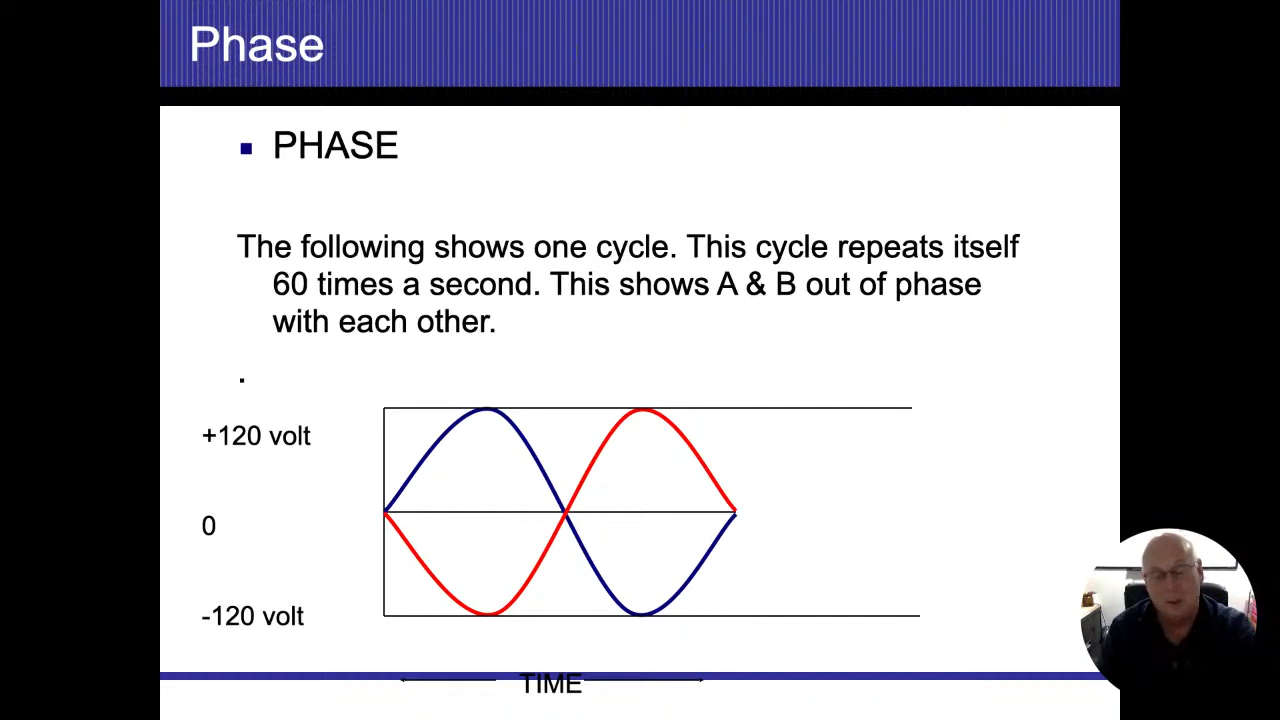 Phase
PHASE
The following shows one cycle. This cycle repeats itself
60 times a second. This shows A & B out of phase
with each other.
.
+120 volt
0
-120 volt
TIME